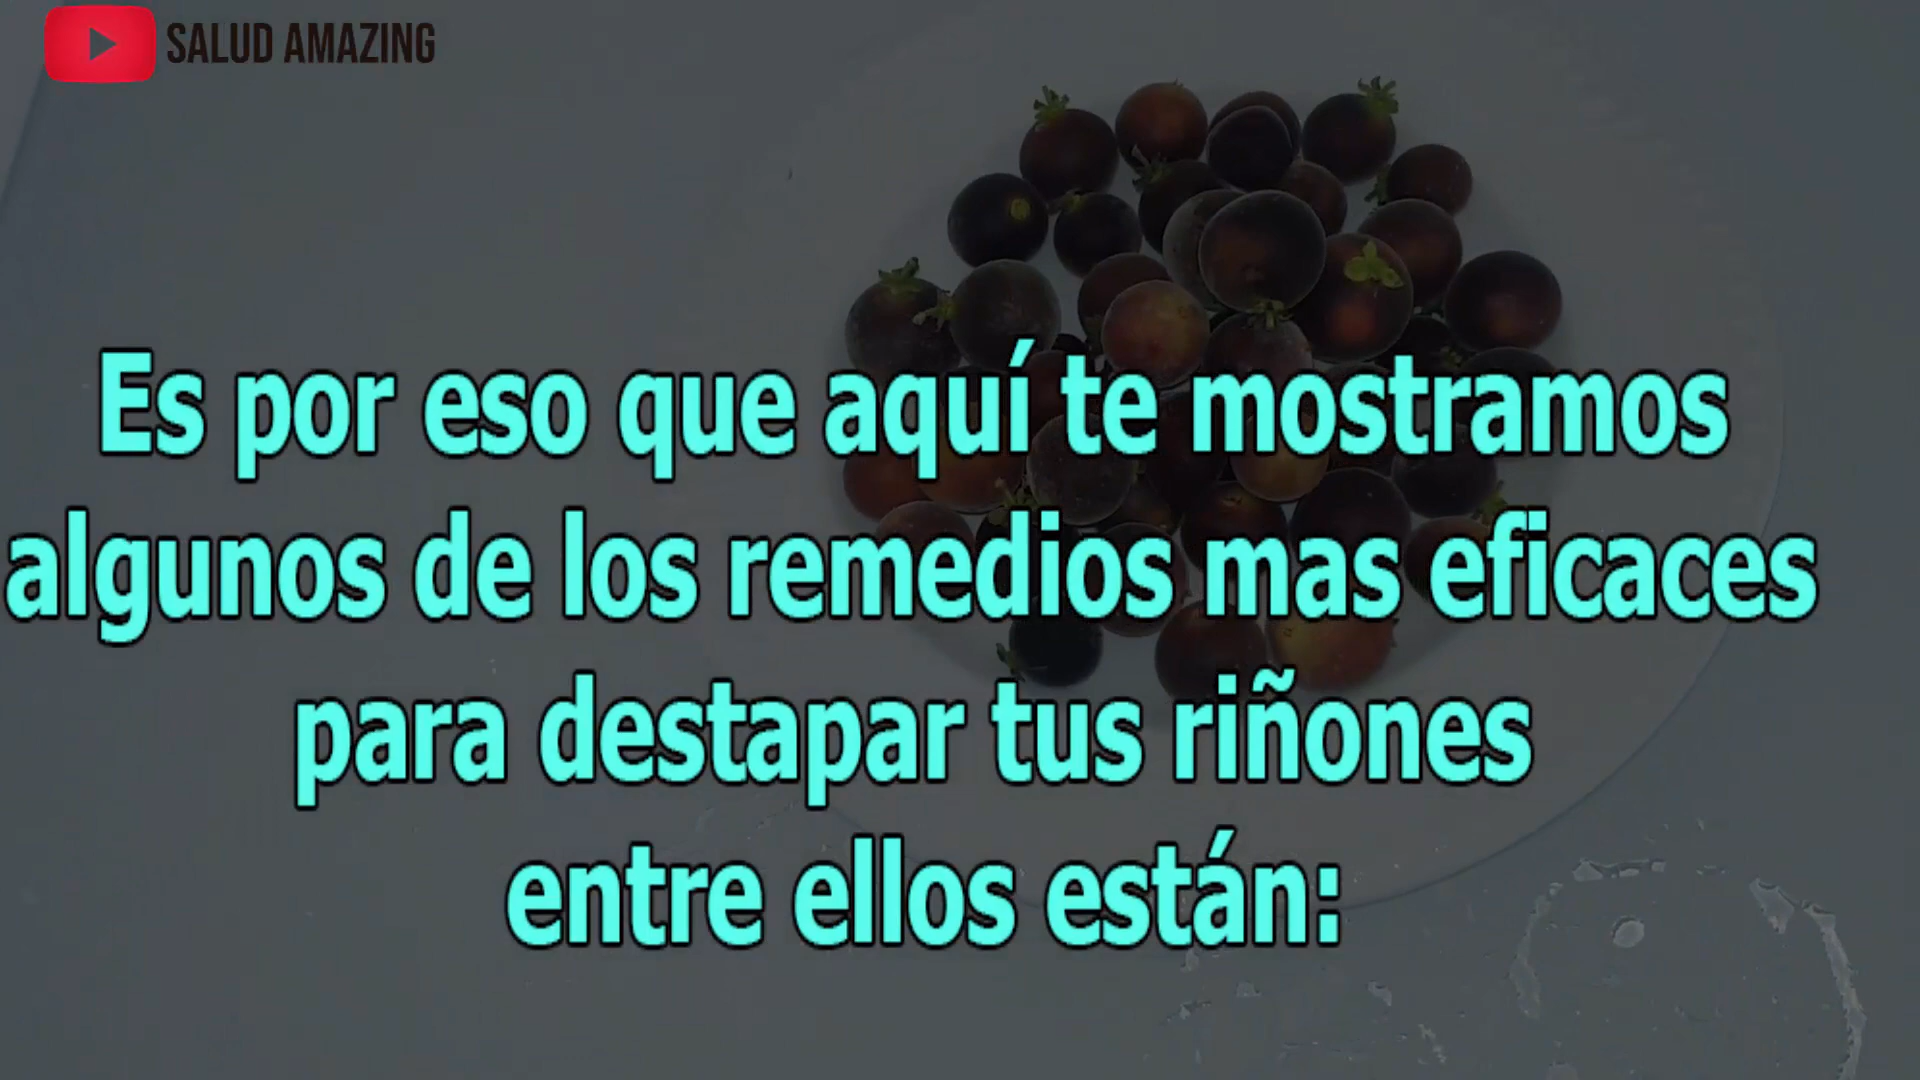 SALUD AMAZING
Es por eso que aquí te mostramos
algunos de los remedios mas eficaces
para destapar tus riñones
entre ellos están: